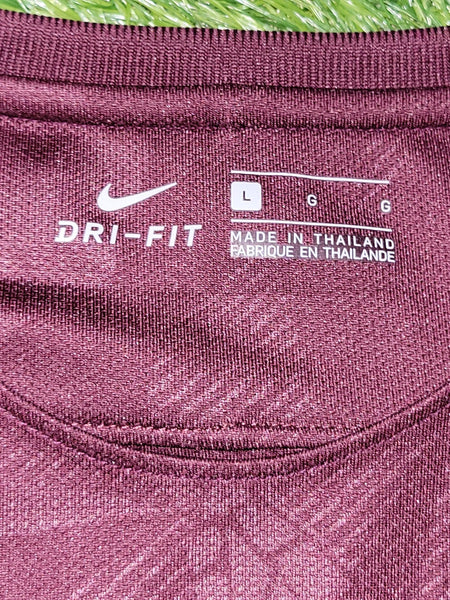 DRI-FIT
L G G
MADE IN THAILAND
FABRIQUE EN THAILANDE